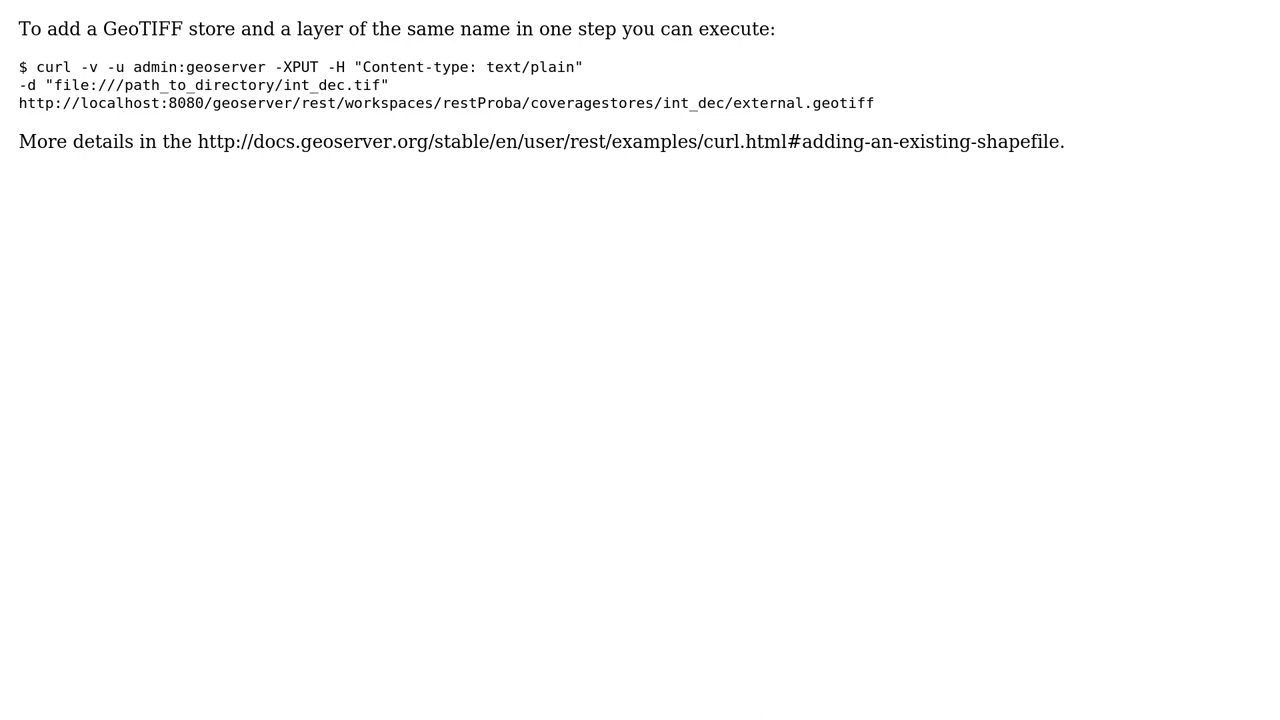 To add a GeoTIFF store and a layer of the same name in one step you can execute:
$ curl -v -u admin:geoserver -XPUT -H "Content-type: text/plain"
-d "file:///path_to_directory/int_dec.tif"
http://localhost:8080/geoserver/rest/workspaces/restProba/coveragestores/int_dec/external.geotiff
More details in the http://docs.geoserver.org/stable/en/user/rest/examples/curl.html#adding-an-existing-shapefile.